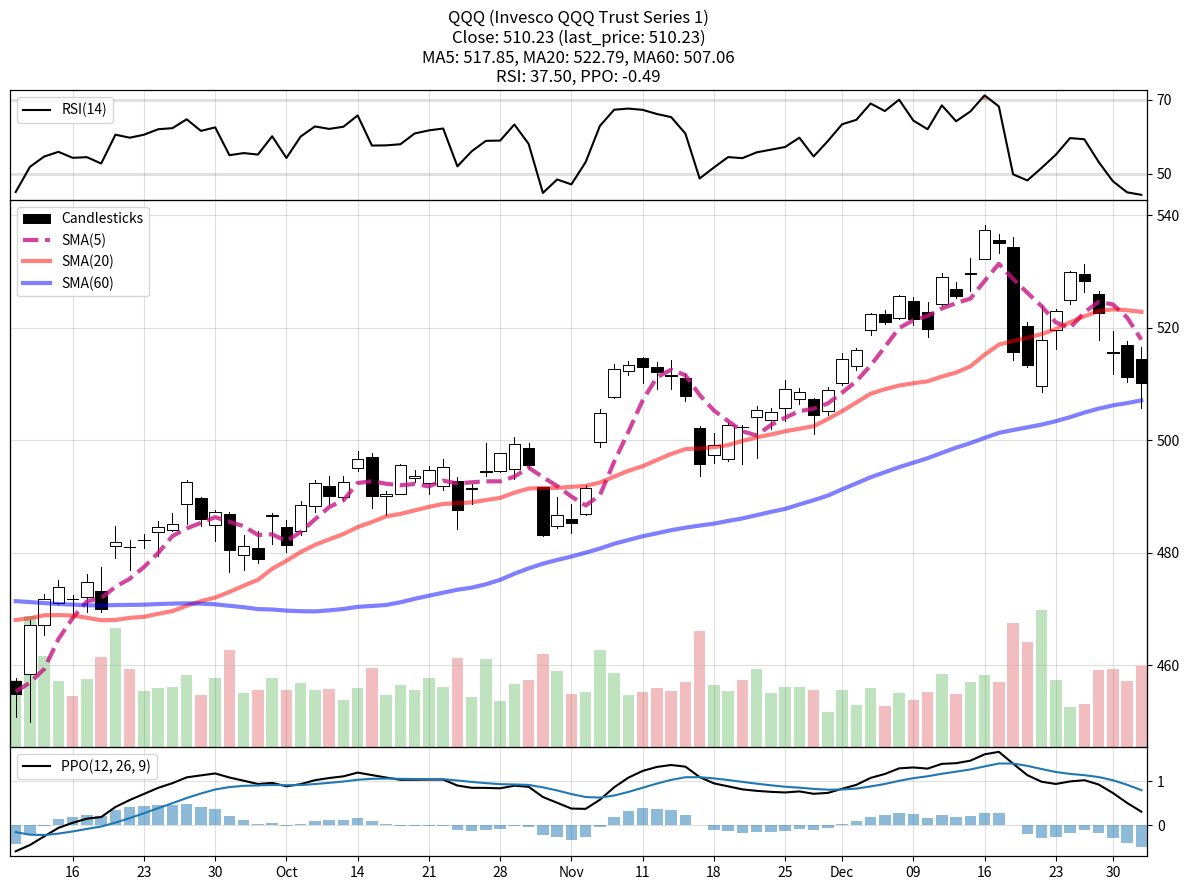 QQQ (Invesco QQQ Trust Series 1)
Close: 510.23 (last_price: 510.23)
MA5: 517.85, MA20: 522.79, MA60: 507.06
RSI: 37.50, PPO: -0.49
RSI(14)
70
50
Candlesticks
SMA(5)
SMA(20)
SMA(60)
540
520
500
480
460
PPO(12, 26, 9)
1
0
16 23 30 Oct 14 21 28 Nov 11 18 25 Dec 09 16 23 30